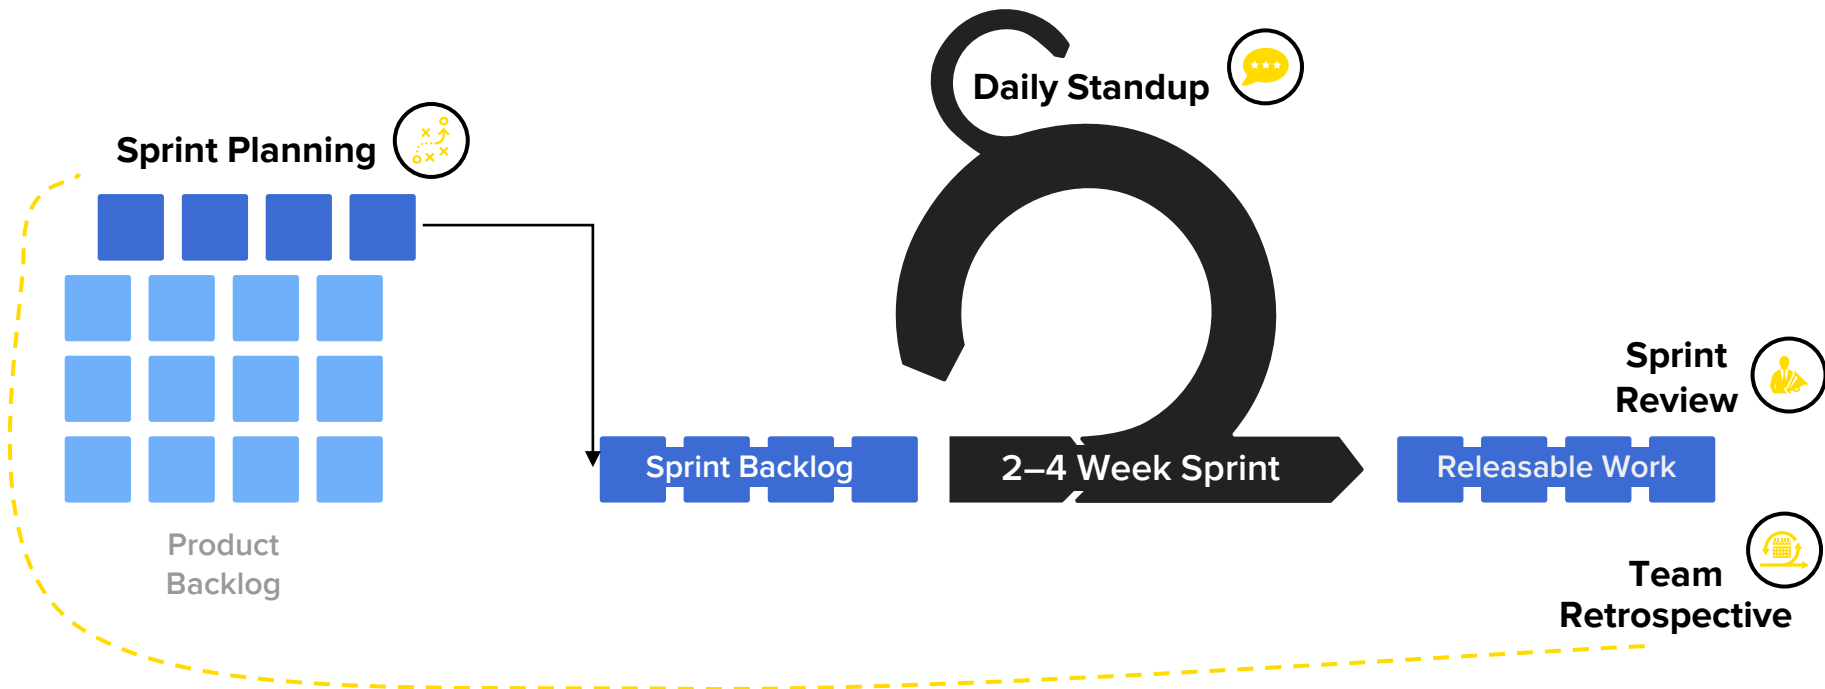 Daily Standup
Sprint Planning
Sprint
Review
Sprint Backlog
2–4 Week Sprint
Releasable Work
Product
Backlog
Team
Retrospective